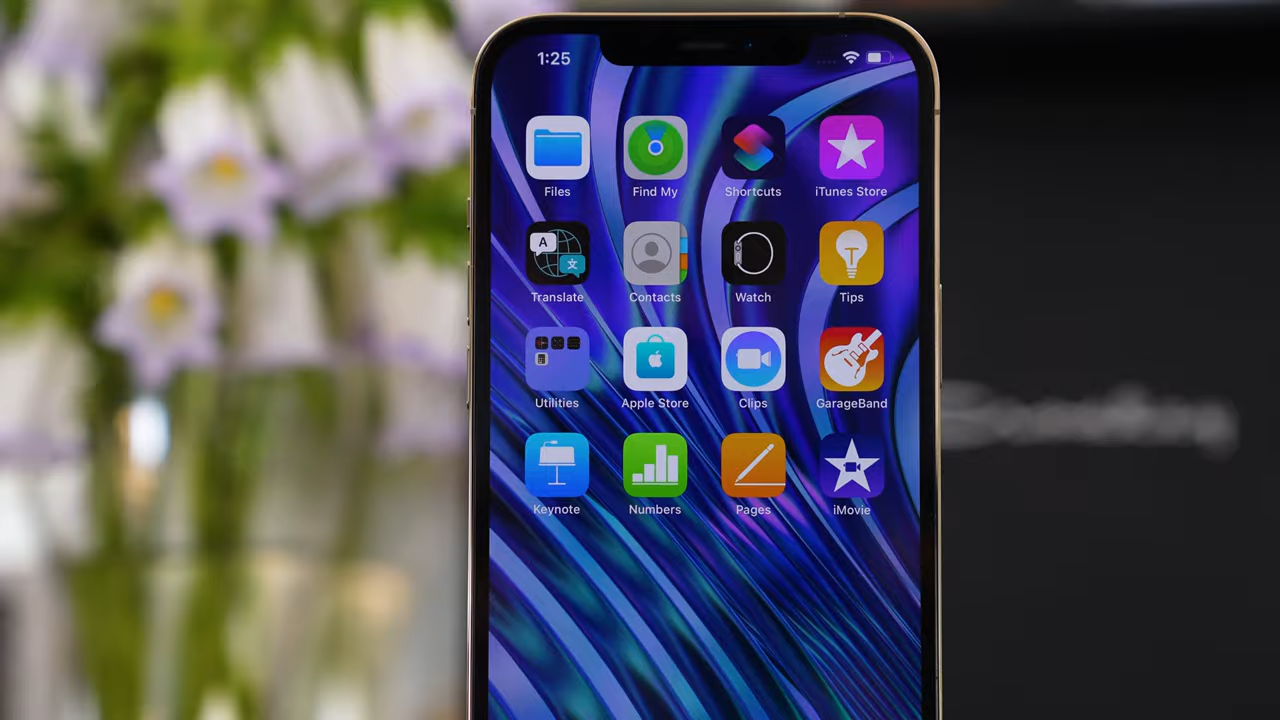 1:25
Files Find My Shortcuts iTunes Store
A 文
Translate Contacts Watch Tips
Utilities Apple Store Clips GarageBand
Keynote Numbers Pages iMovie